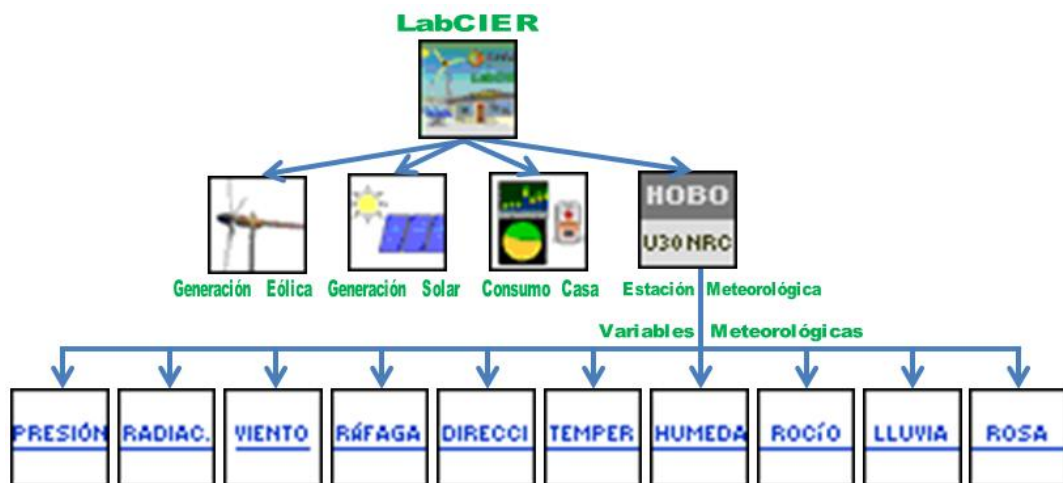 LabCIER
HOBO
U30 NRC
Generación Eólica
Generación Solar
Consumo Casa
Estación Meteorológica
Variables Meteorológicas
PRESIÓN
RADIAC.
VIENTO
RÁFAGA
DIRECCI
TEMPER
HUMEDA
ROCÍO
LLUVIA
ROSA